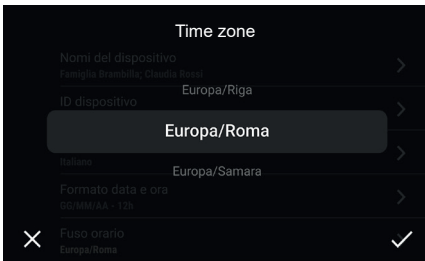 Time zone
Nomi del dispositivo
Famiglia Brambilla; Claudia Rossi
Europa/Riga
ID dispositivo
Europa/Roma
Italiano
Europa/Samara
Formato data e ora
GG/MM/AA - 12h
Fuso orario
Europa/Roma